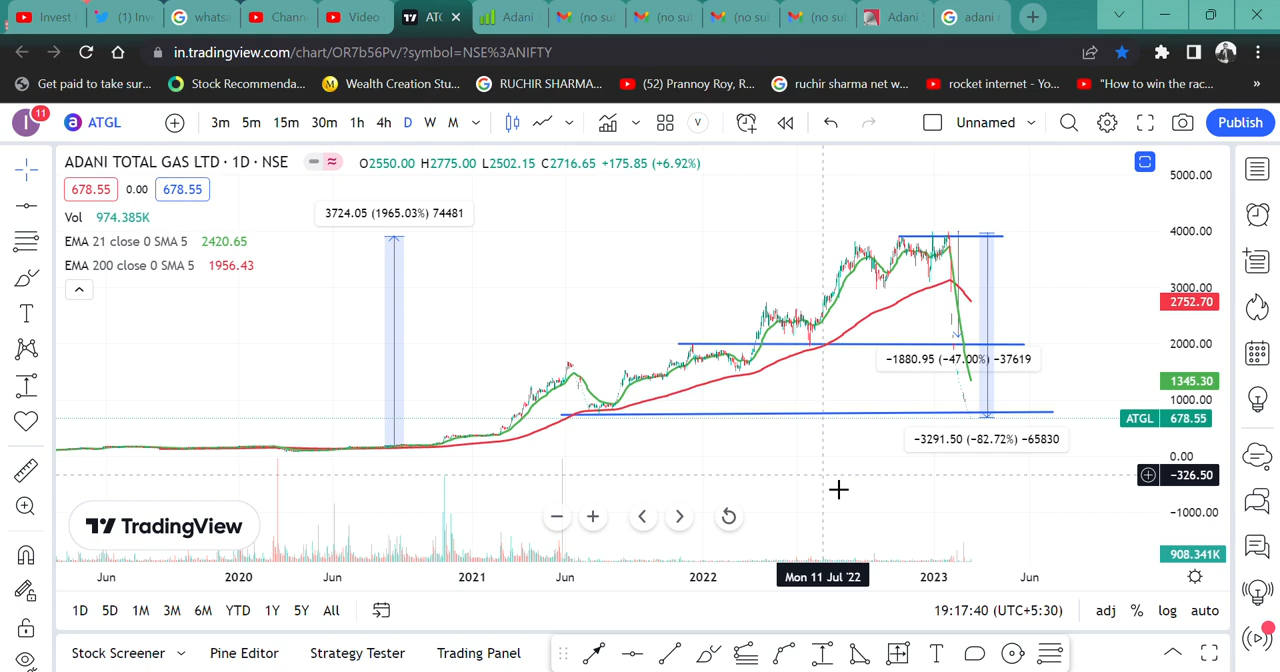 Invest
(1) Inve
whatsa
Chann
Video
ATG
Adani
(no sul
(no sul
(no sul
(no sul
Adani
adani
in.tradingview.com/chart/OR7b56Pv/?symbol=NSE%3ANIFTY
Get paid to take sur...
Stock Recommenda...
Wealth Creation Stu...
RUCHIR SHARMA...
(52) Prannoy Roy, R...
ruchir sharma net w...
rocket internet - Yo...
"How to win the rac...
»
I
11
ATGL
3m 5m 15m 30m 1h 4h D W M
V
Unnamed
Publish
ADANI TOTAL GAS LTD · 1D · NSE
O2550.00 H2775.00 L2502.15 C2716.65 +175.85 (+6.92%)
678.55 0.00 678.55
Vol 974.385K
EMA 21 close 0 SMA 5 2420.65
EMA 200 close 0 SMA 5 1956.43
3724.05 (1965.03%) 74481
−1880.95 (−47.00%) −37619
−3291.50 (−82.72%) −65830
5000.00
4000.00
3000.00
2752.70
2000.00
1345.30
1000.00
ATGL 678.55
0.00
−326.50
−1000.00
908.341K
TradingView
Jun 2020 Jun 2021 Jun 2022 Mon 11 Jul '22 2023 Jun
1D 5D 1M 3M 6M YTD 1Y 5Y All
19:17:40 (UTC+5:30)
adj % log auto
Stock Screener
Pine Editor
Strategy Tester
Trading Panel